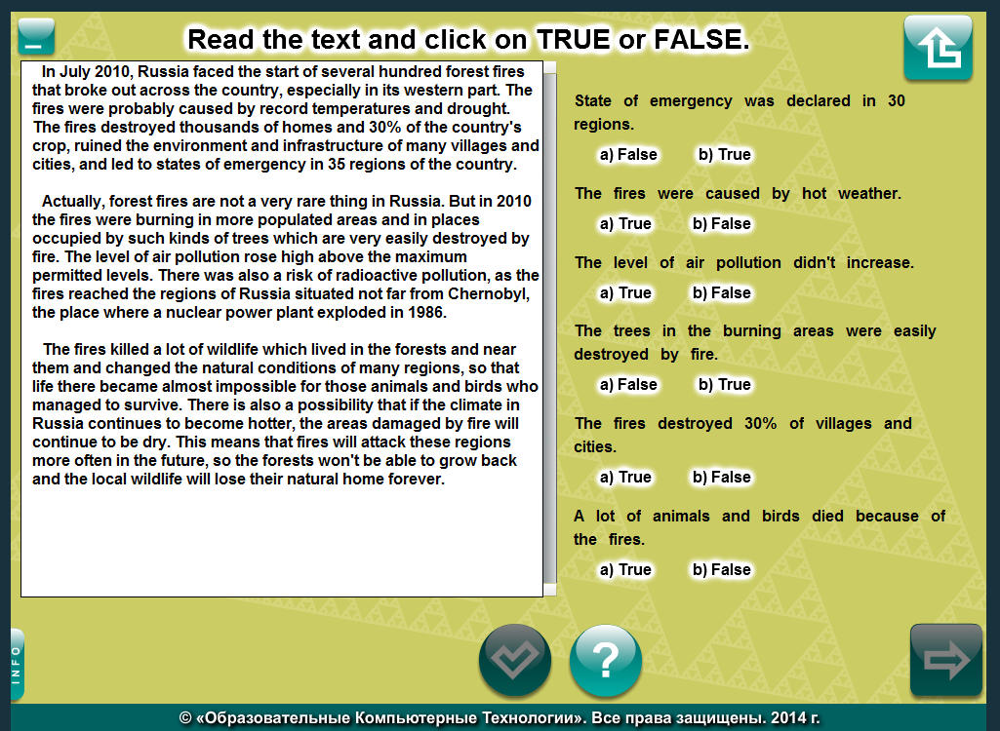 Read the text and click on TRUE or FALSE.
In July 2010, Russia faced the start of several hundred forest fires
that broke out across the country, especially in its western part. The
fires were probably caused by record temperatures and drought.
The fires destroyed thousands of homes and 30% of the country's
crop, ruined the environment and infrastructure of many villages and
cities, and led to states of emergency in 35 regions of the country.
Actually, forest fires are not a very rare thing in Russia. But in 2010
the fires were burning in more populated areas and in places
occupied by such kinds of trees which are very easily destroyed by
fire. The level of air pollution rose high above the maximum
permitted levels. There was also a risk of radioactive pollution, as the
fires reached the regions of Russia situated not far from Chernobyl,
the place where a nuclear power plant exploded in 1986.
The fires killed a lot of wildlife which lived in the forests and near
them and changed the natural conditions of many regions, so that
life there became almost impossible for those animals and birds who
managed to survive. There is also a possibility that if the climate in
Russia continues to become hotter, the areas damaged by fire will
continue to be dry. This means that fires will attack these regions
more often in the future, so the forests won't be able to grow back
and the local wildlife will lose their natural home forever.
State of emergency was declared in 30
regions.
a) False b) True
The fires were caused by hot weather.
a) True b) False
The level of air pollution didn't increase.
a) True b) False
The trees in the burning areas were easily
destroyed by fire.
a) False b) True
The fires destroyed 30% of villages and
cities.
a) True b) False
A lot of animals and birds died because of
the fires.
a) True b) False
INFO
?
© «Образовательные Компьютерные Технологии». Все права защищены. 2014 г.